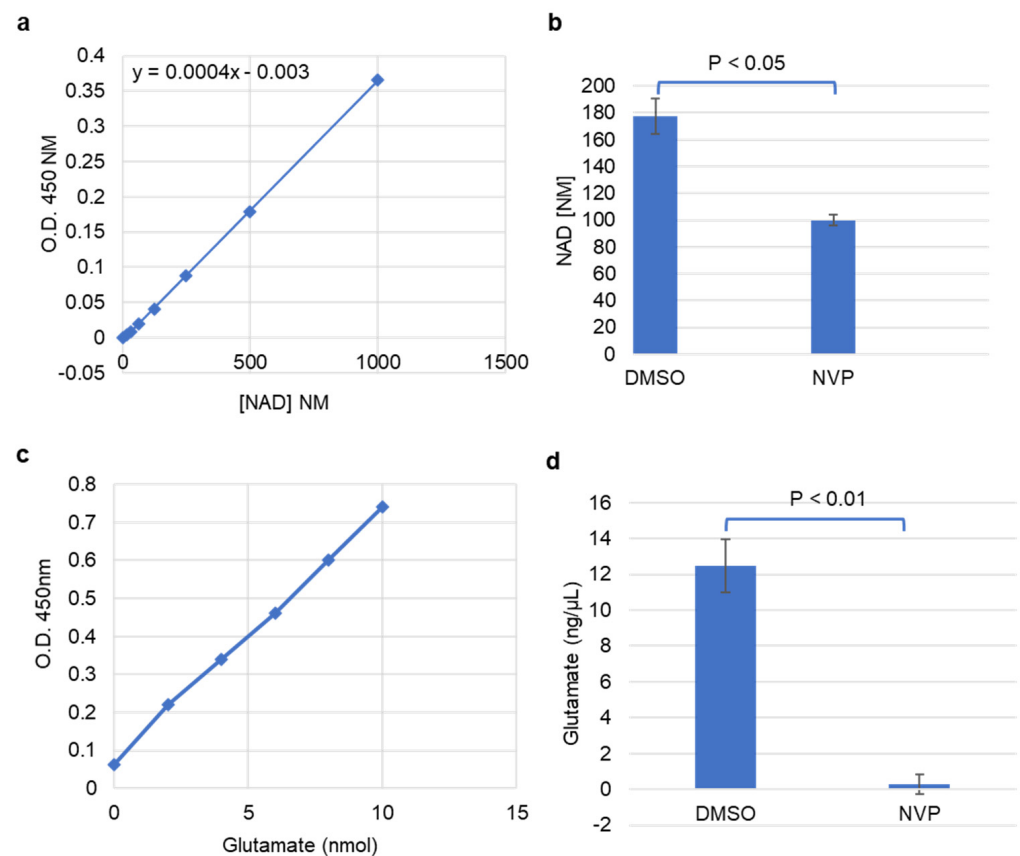 a
y = 0.0004x - 0.003
0.4
0.35
0.3
0.25
0.2
0.15
0.1
0.05
0
-0.05
O.D. 450 NM
0 500 1000 1500
[NAD] NM
b
P < 0.05
200
180
160
140
120
100
80
60
40
20
0
NAD [NM]
DMSO NVP
c
0.8
0.7
0.6
0.5
0.4
0.3
0.2
0.1
0
O.D. 450nm
0 5 10 15
Glutamate (nmol)
d
P < 0.01
16
14
12
10
8
6
4
2
0
-2
Glutamate (ng/µL)
DMSO NVP